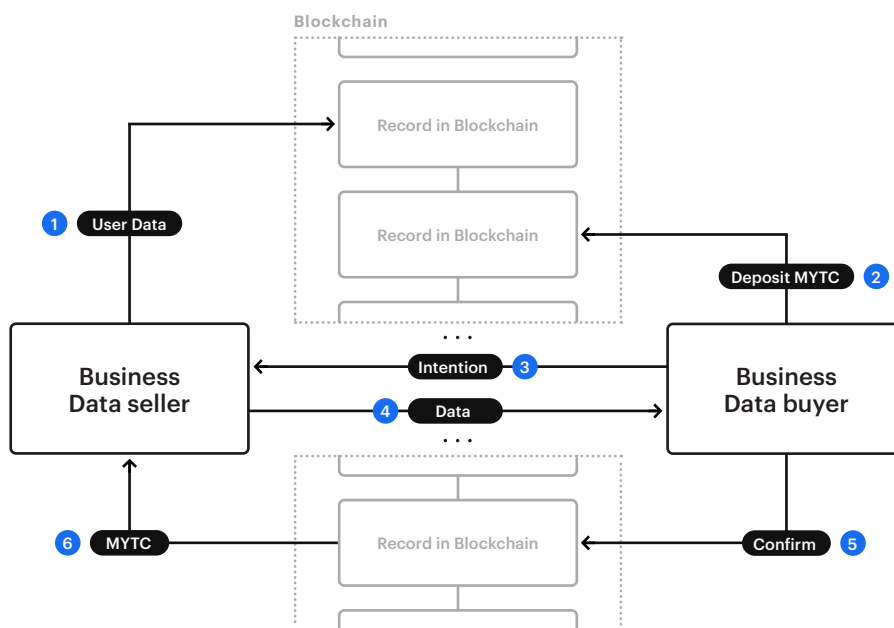 Blockchain
Record in Blockchain
1 User Data
Record in Blockchain
Deposit MYTC 2
. . .
Intention 3
Business
Data seller
Business
Data buyer
4 Data
. . .
6 MYTC
Record in Blockchain
Confirm 5